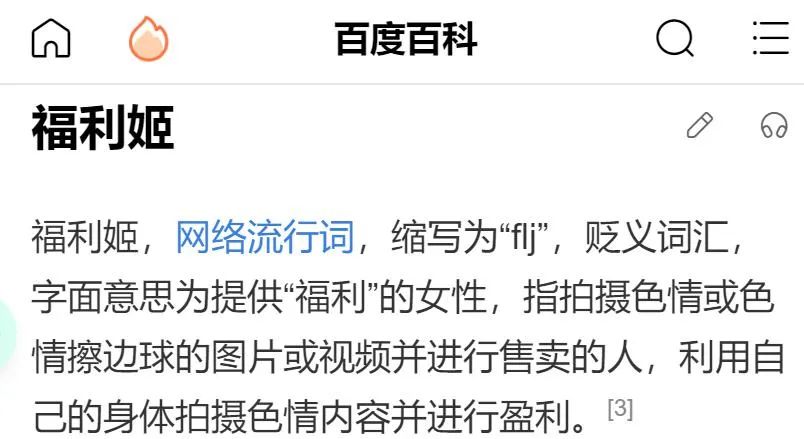 百度百科
福利姬
福利姬，网络流行词，缩写为“flj”，贬义词汇，
字面意思为提供“福利”的女性，指拍摄色情或色
情擦边球的图片或视频并进行售卖的人，利用自
己的身体拍摄色情内容并进行盈利。[3]